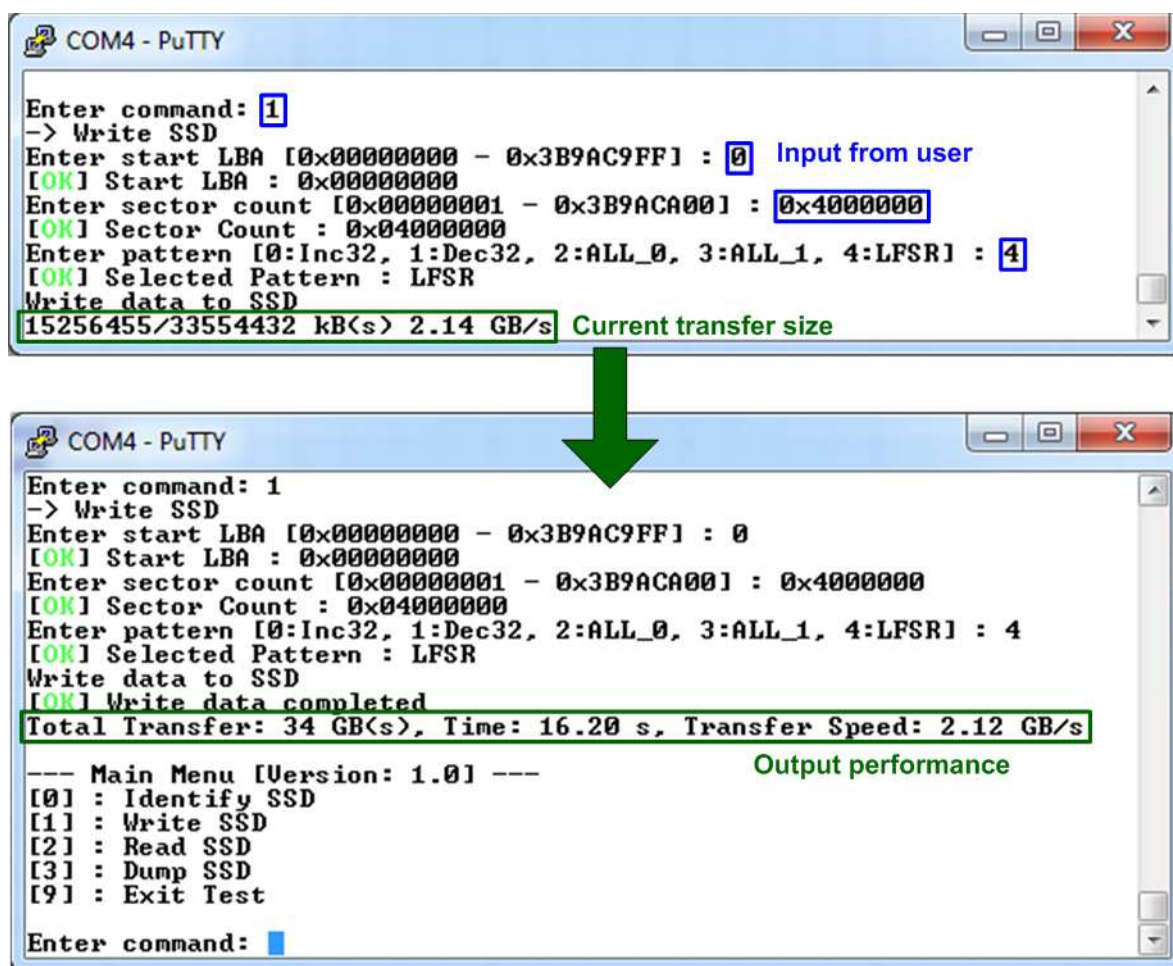 COM4 - PuTTY
Enter command: 1
-> Write SSD
Enter start LBA [0x00000000 - 0x3B9AC9FF] : 0 Input from user
[OK] Start LBA : 0x00000000
Enter sector count [0x00000001 - 0x3B9ACA00] : 0x4000000
[OK] Sector Count : 0x04000000
Enter pattern [0:Inc32, 1:Dec32, 2:ALL_0, 3:ALL_1, 4:LFSR] : 4
[OK] Selected Pattern : LFSR
Write data to SSD
15256455/33554432 kB(s) 2.14 GB/s Current transfer size
COM4 - PuTTY
Enter command: 1
-> Write SSD
Enter start LBA [0x00000000 - 0x3B9AC9FF] : 0
[OK] Start LBA : 0x00000000
Enter sector count [0x00000001 - 0x3B9ACA00] : 0x4000000
[OK] Sector Count : 0x04000000
Enter pattern [0:Inc32, 1:Dec32, 2:ALL_0, 3:ALL_1, 4:LFSR] : 4
[OK] Selected Pattern : LFSR
Write data to SSD
[OK] Write data completed
Total Transfer: 34 GB(s), Time: 16.20 s, Transfer Speed: 2.12 GB/s
Output performance
--- Main Menu [Version: 1.0] ---
[0] : Identify SSD
[1] : Write SSD
[2] : Read SSD
[3] : Dump SSD
[9] : Exit Test
Enter command: